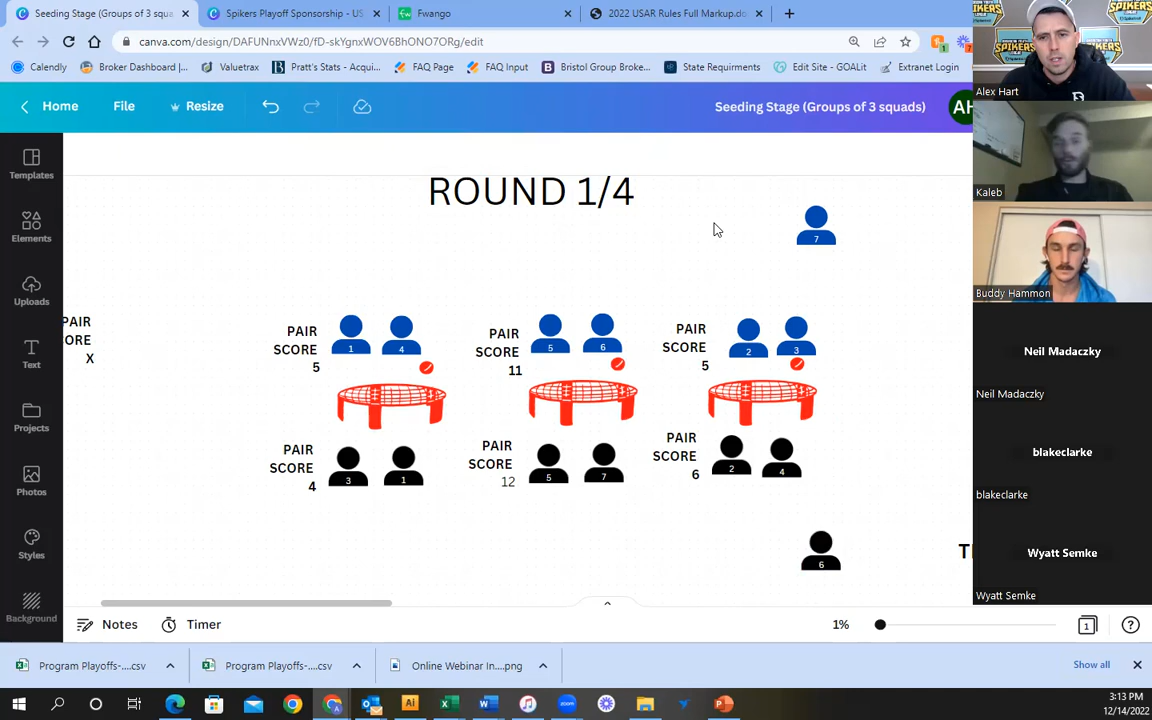 Seeding Stage (Groups of 3 squa
Spikers Playoff Sponsorship - US
Fwango
2022 USAR Rules Full Markup.do
canva.com/design/DAFUNnxVWz0/fD-skYgnxWOV6BhONO7ORg/edit
Calendly
Broker Dashboard |...
Valuetrax
Pratt's Stats - Acqui...
FAQ Page
FAQ Input
Bristol Group Broke...
State Requirments
Edit Site - GOALit
Extranet Login
Home
File
Resize
Seeding Stage (Groups of 3 squads)
AH
Templates
Elements
Uploads
Text
Projects
Photos
Styles
Background
ROUND 1/4
7
PAIR
ORE
X
PAIR
SCORE
5
1
4
PAIR
SCORE
11
5
6
PAIR
SCORE
5
2
3
PAIR
SCORE
4
3
1
PAIR
SCORE
12
5
7
PAIR
SCORE
6
2
4
6
Notes
Timer
1%
1
?
Alex Hart
Kaleb
Buddy Hammon
Neil Madaczky
Neil Madaczky
blakeclarke
blakeclarke
Wyatt Semke
Wyatt Semke
Program Playoffs-....csv
Program Playoffs-....csv
Online Webinar In....png
Show all
3:13 PM
12/14/2022